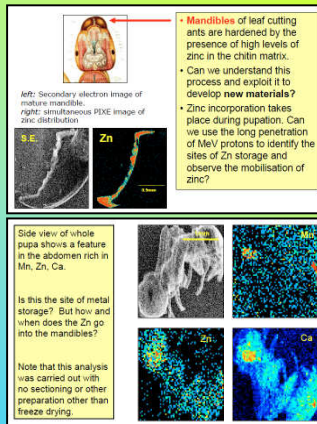 • Mandibles of leaf cutting
ants are hardened by the
presence of high levels of
zinc in the chitin matrix.
• Can we understand this
process and exploit it to
develop new materials?
• Zinc incorporation takes
place during pupation. Can
we use the long penetration
of MeV protons to identify the
sites of Zn storage and
observe the mobilisation of
zinc?
left: Secondary electron image of
mature mandible.
right: simultaneous PIXE image of
zinc distribution
S.E.
Zn
0.5mm
Side view of whole
pupa shows a feature
in the abdomen rich in
Mn, Zn, Ca.
Is this the site of metal
storage? But how and
when does the Zn go
into the mandibles?
Note that this analysis
was carried out with
no sectioning or other
preparation other than
freeze drying.
Mn
Zn
Ca